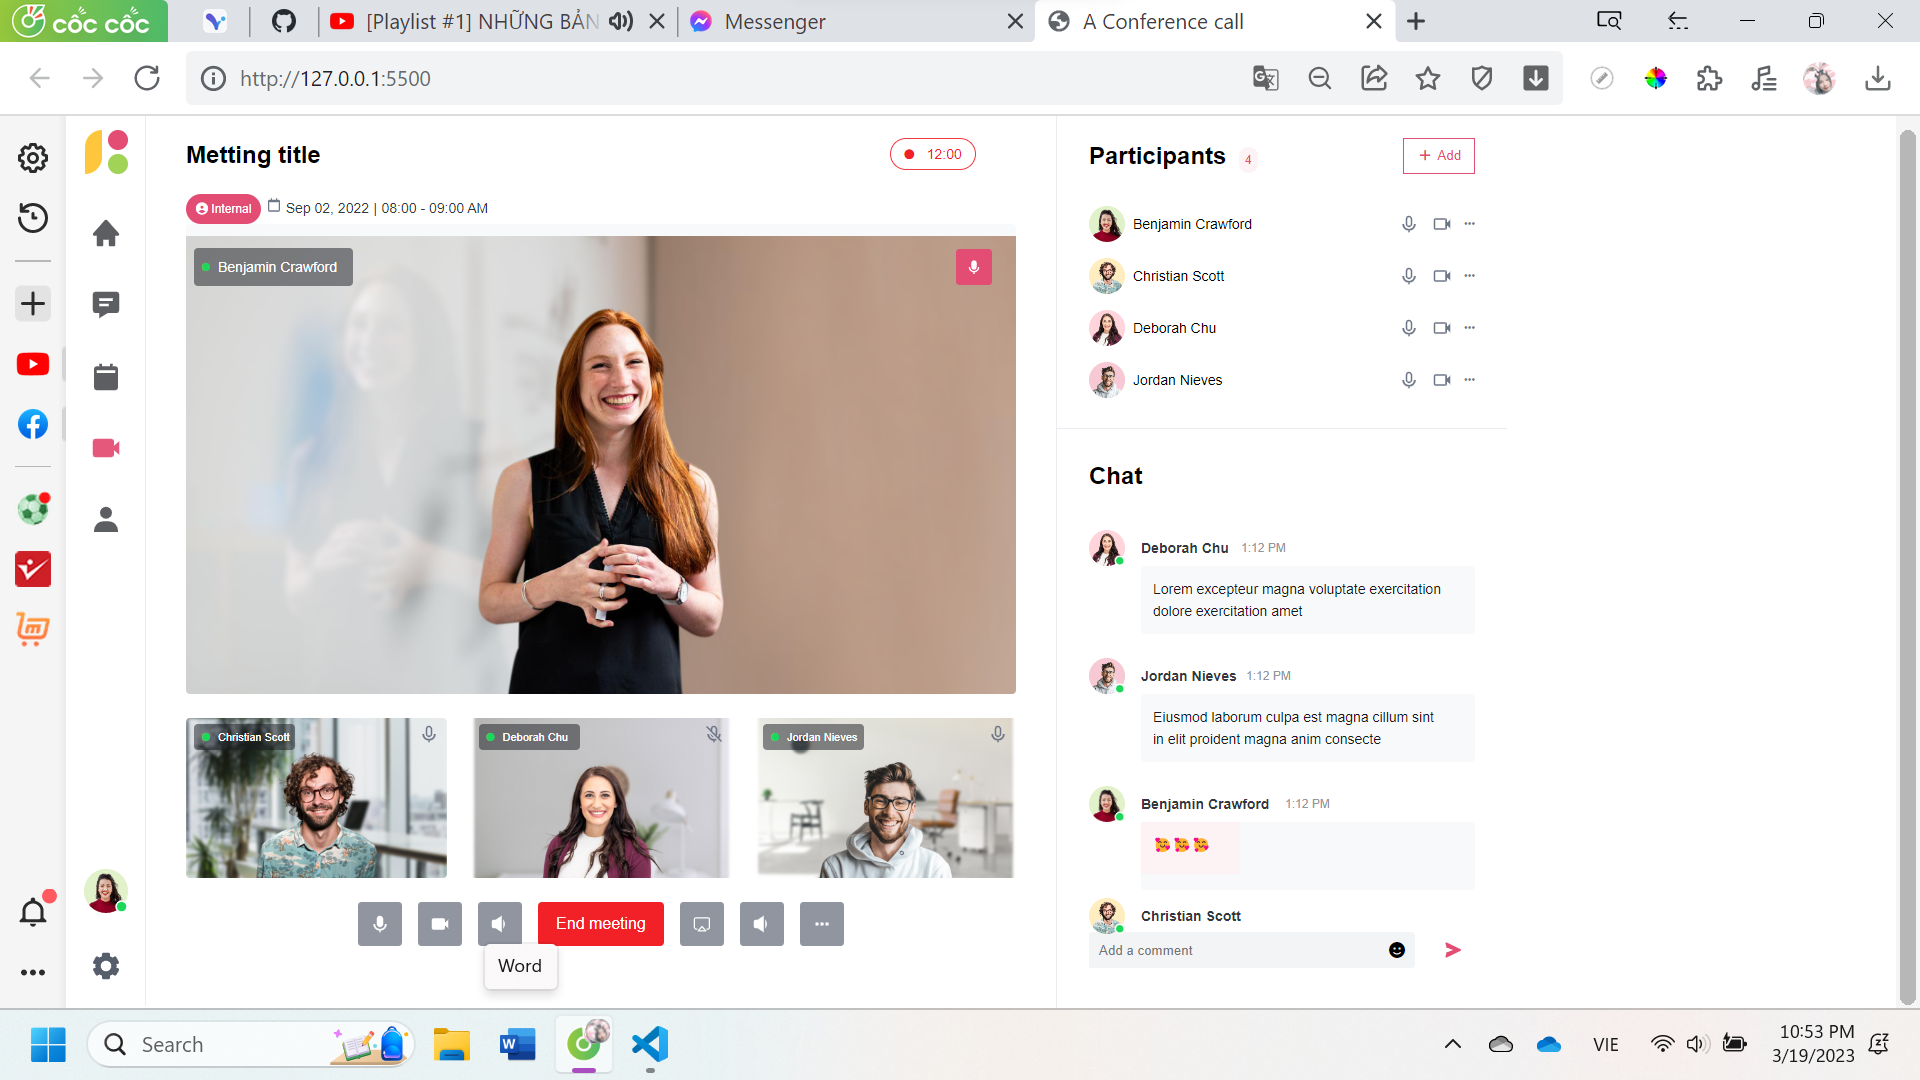 cốc cốc
[Playlist #1] NHỮNG BẢN
Messenger
A Conference call
http://127.0.0.1:5500
Metting title
12:00
Internal
Sep 02, 2022 | 08:00 - 09:00 AM
Benjamin Crawford
Christian Scott
Deborah Chu
Jordan Nieves
End meeting
Word
Participants 4
+ Add
Benjamin Crawford
Christian Scott
Deborah Chu
Jordan Nieves
Chat
Deborah Chu 1:12 PM
Lorem excepteur magna voluptate exercitation
dolore exercitation amet
Jordan Nieves 1:12 PM
Eiusmod laborum culpa est magna cillum sint
in elit proident magna anim consecte
Benjamin Crawford 1:12 PM
🥰🥰🥰
Christian Scott
Add a comment
Search
VIE
10:53 PM
3/19/2023